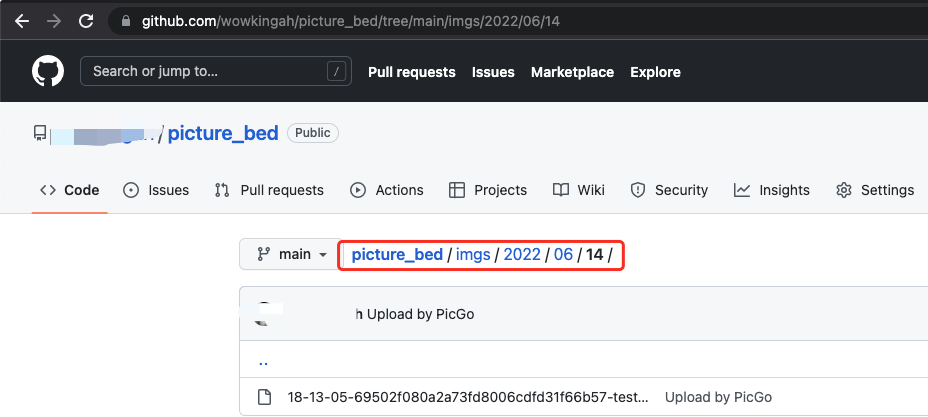 github.com/wowkingah/picture_bed/tree/main/imgs/2022/06/14
Search or jump to... / Pull requests Issues Marketplace Explore
/ picture_bed Public
Code Issues Pull requests Actions Projects Wiki Security Insights Settings
main picture_bed / imgs / 2022 / 06 / 14 /
h Upload by PicGo
..
18-13-05-69502f080a2a73fd8006cdfd31f66b57-test... Upload by PicGo